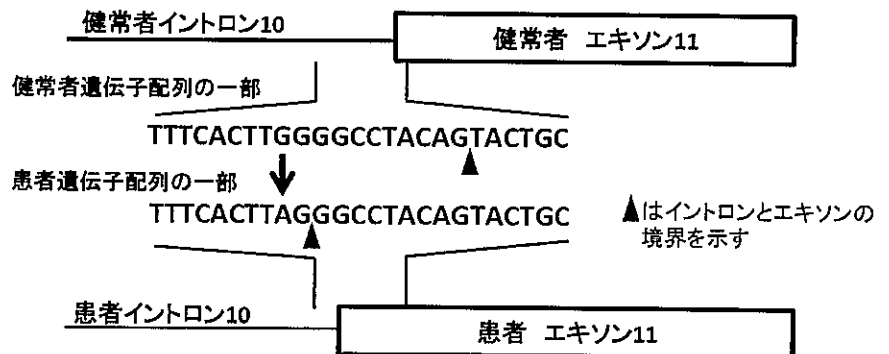 健常者イントロン10
健常者 エキソン11
健常者遺伝子配列の一部
TTTCACTTGGGGCCTACAGTACTGC
患者遺伝子配列の一部
TTTCACTTAGGGCCTACAGTACTGC
▲はイントロンとエキソンの
境界を示す
患者イントロン10
患者 エキソン11